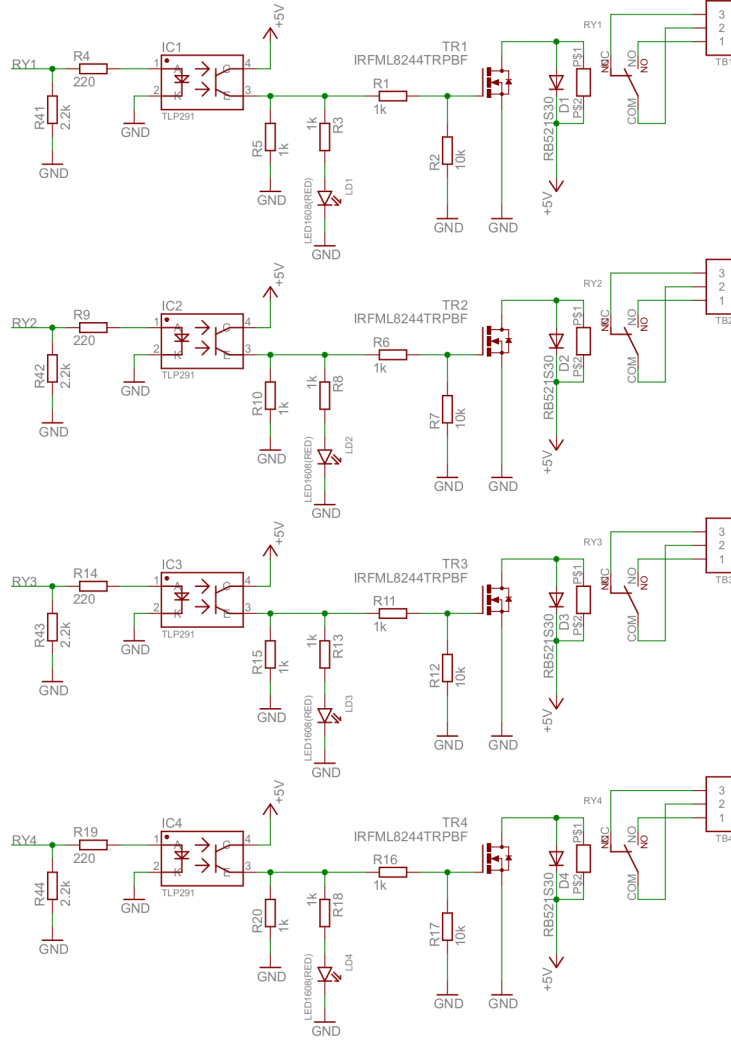 RY1
R4
220
R41
2.2k
GND
IC1
1
A
C
4
2
K
E
3
TLP291
GND
+5V
R5
1k
GND
1k
R3
LED1608(RED)
LD1
GND
R1
1k
TR1
IRFML8244TRPBF
R2
10k
GND
GND
RB521S30
D1
+5V
RY1
P$1
P$2
NC
NC
NO
NO
COM
3
2
1
TB1
RY2
R9
220
R42
2.2k
GND
IC2
1
A
C
4
2
K
E
3
TLP291
GND
+5V
R10
1k
GND
1k
R8
LED1608(RED)
LD2
GND
R6
1k
TR2
IRFML8244TRPBF
R7
10k
GND
GND
RB521S30
D2
+5V
RY2
P$1
P$2
NC
NC
NO
NO
COM
3
2
1
TB2
RY3
R14
220
R43
2.2k
GND
IC3
1
A
C
4
2
K
E
3
TLP291
GND
+5V
R15
1k
GND
1k
R13
LED1608(RED)
LD3
GND
R11
1k
TR3
IRFML8244TRPBF
R12
10k
GND
GND
RB521S30
D3
+5V
RY3
P$1
P$2
NC
NC
NO
NO
COM
3
2
1
TB3
RY4
R19
220
R44
2.2k
GND
IC4
1
A
C
4
2
K
E
3
TLP291
GND
+5V
R20
1k
GND
1k
R18
LED1608(RED)
LD4
GND
R16
1k
TR4
IRFML8244TRPBF
R17
10k
GND
GND
RB521S30
D4
+5V
RY4
P$1
P$2
NC
NC
NO
NO
COM
3
2
1
TB4